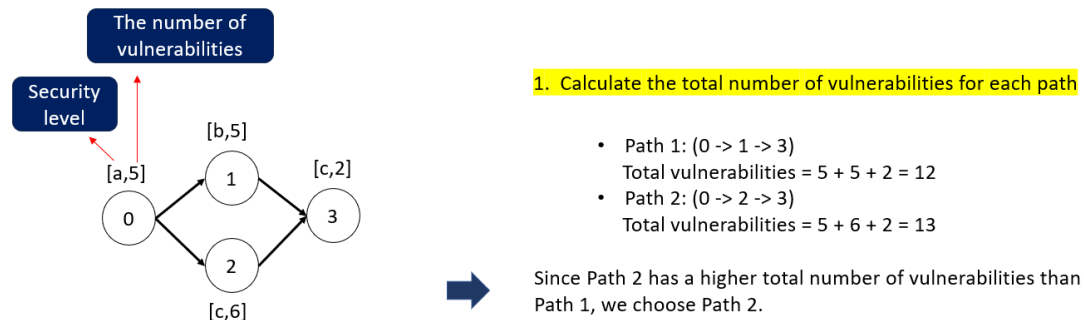 The number of
vulnerabilities
Security
level
[a,5]
[b,5]
[c,2]
[c,6]
0
1
2
3
1. Calculate the total number of vulnerabilities for each path
• Path 1: (0 -> 1 -> 3)
Total vulnerabilities = 5 + 5 + 2 = 12
• Path 2: (0 -> 2 -> 3)
Total vulnerabilities = 5 + 6 + 2 = 13
Since Path 2 has a higher total number of vulnerabilities than
Path 1, we choose Path 2.